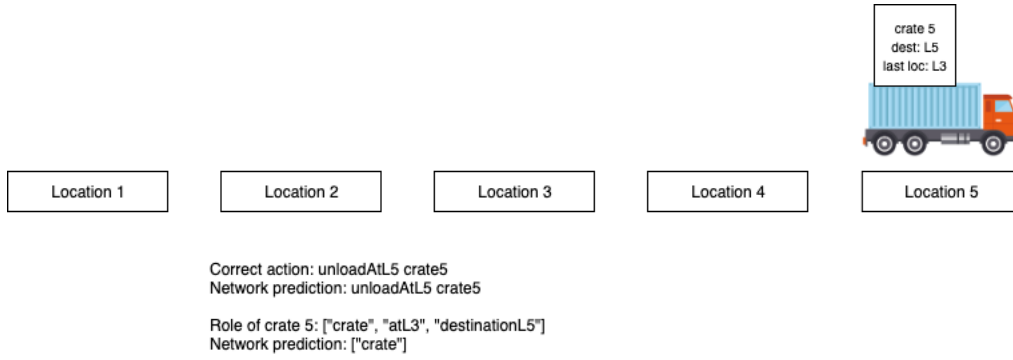 crate 5
dest: L5
last loc: L3
Location 1
Location 2
Location 3
Location 4
Location 5
Correct action: unloadAtL5 crate5
Network prediction: unloadAtL5 crate5
Role of crate 5: ["crate", "atL3", "destinationL5"]
Network prediction: ["crate"]